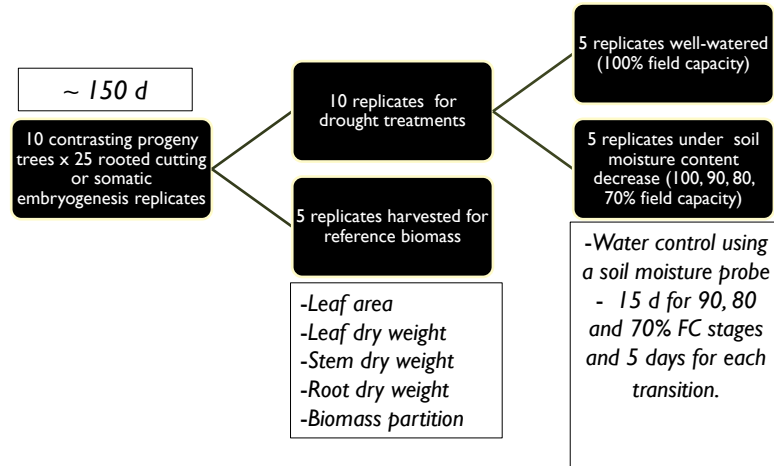 ~ 150 d
10 contrasting progeny
trees x 25 rooted cutting
or somatic
embryogenesis replicates
10 replicates for
drought treatments
5 replicates harvested for
reference biomass
-Leaf area
-Leaf dry weight
-Stem dry weight
-Root dry weight
-Biomass partition
5 replicates well-watered
(100% field capacity)
5 replicates under soil
moisture content
decrease (100, 90, 80,
70% field capacity)
-Water control using
a soil moisture probe
- 15 d for 90, 80
and 70% FC stages
and 5 days for each
transition.